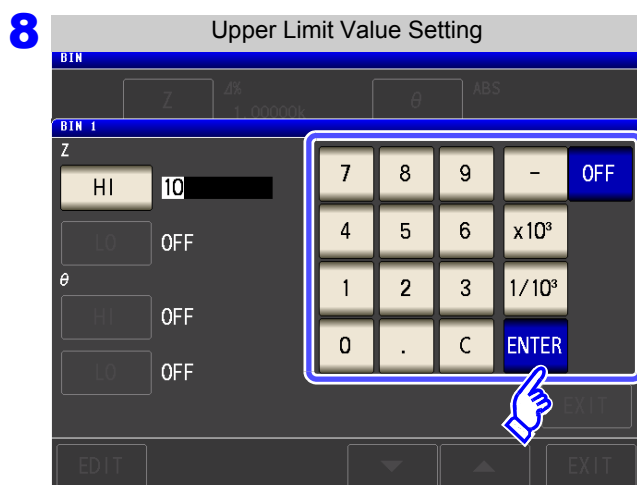 8 Upper Limit Value Setting
BIN
Z Δ% 1.00000k θ ABS
BIN 1
Z
HI 10
LO OFF
θ
HI OFF
LO OFF
7 8 9 - OFF
4 5 6 x10³
1 2 3 1/10³
0 . C ENTER
EXIT
EDIT EXIT